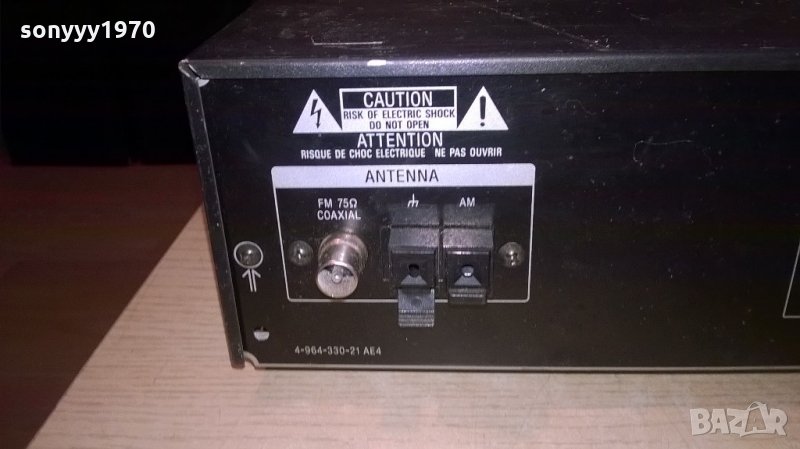 sonyyy1970
CAUTION
RISK OF ELECTRIC SHOCK
DO NOT OPEN
ATTENTION
RISQUE DE CHOC ELECTRIQUE NE PAS OUVRIR
ANTENNA
FM 75Ω
COAXIAL
AM
4-964-330-21 AE4
BAZAR